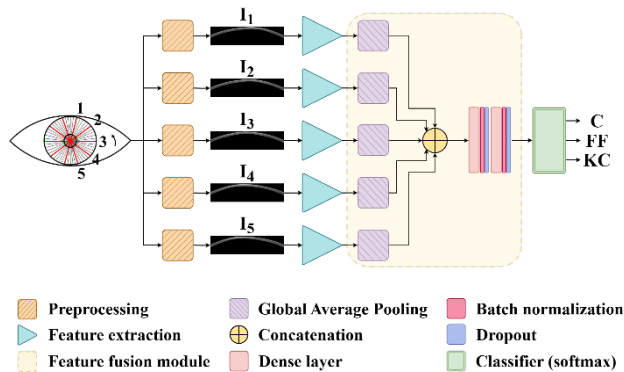 I1
I2
I3
I4
I5
1
2
3
4
5
C
FF
KC
Preprocessing
Global Average Pooling
Batch normalization
Feature extraction
Concatenation
Dropout
Feature fusion module
Dense layer
Classifier (softmax)